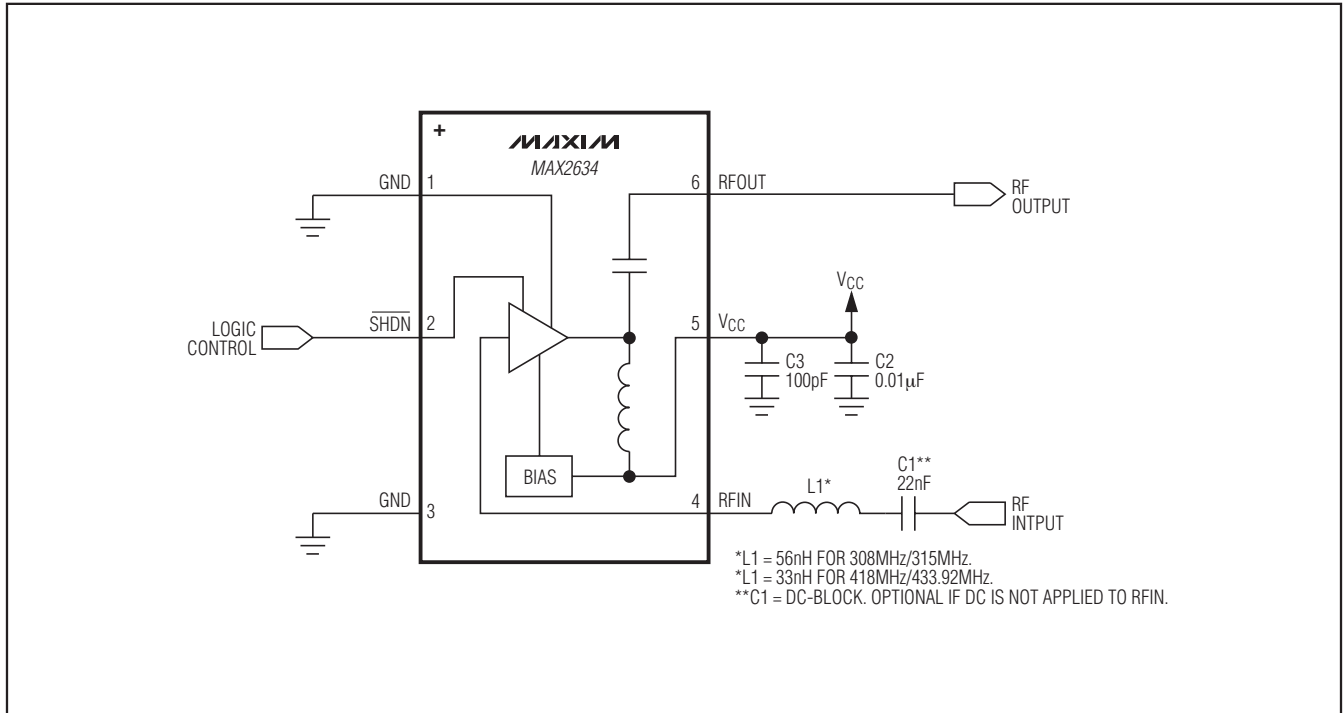 +
MAXIM
MAX2634
GND 1
6 RFOUT
RF
OUTPUT
VCC
LOGIC
CONTROL
SHDN 2
5 VCC
C3
100pF
C2
0.01µF
BIAS
GND
3
4 RFIN
L1*
C1**
22nF
RF
INTPUT
*L1 = 56nH FOR 308MHz/315MHz.
*L1 = 33nH FOR 418MHz/433.92MHz.
**C1 = DC-BLOCK. OPTIONAL IF DC IS NOT APPLIED TO RFIN.